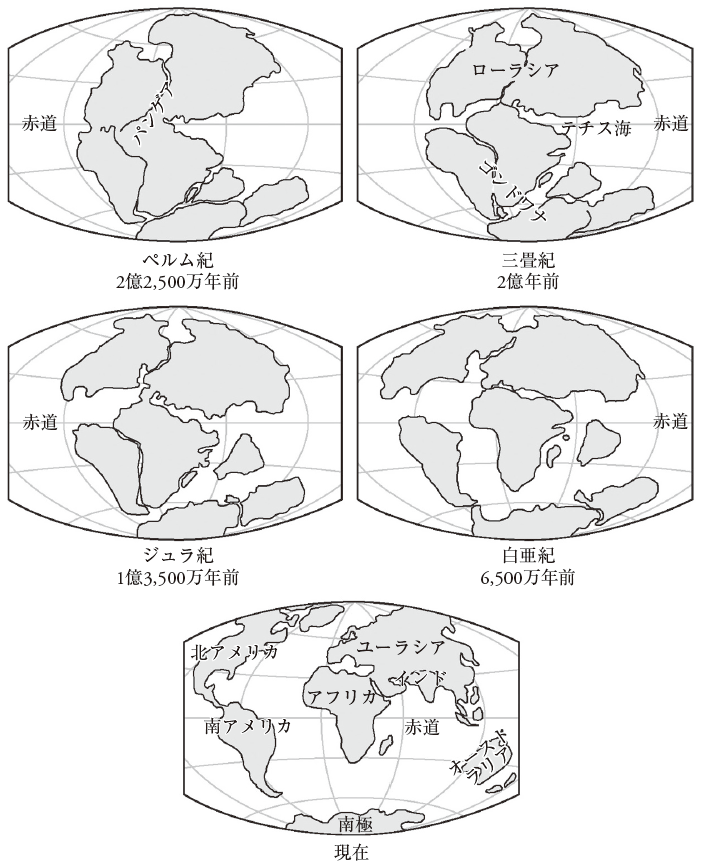 パンゲア
赤道
ペルム紀
2億2,500万年前
ローラシア
テチス海
赤道
ゴンドワナ
三畳紀
2億年前
赤道
ジュラ紀
1億3,500万年前
赤道
白亜紀
6,500万年前
北アメリカ
ユーラシア
インド
アフリカ
南アメリカ
赤道
オースト
ラリア
南極
現在